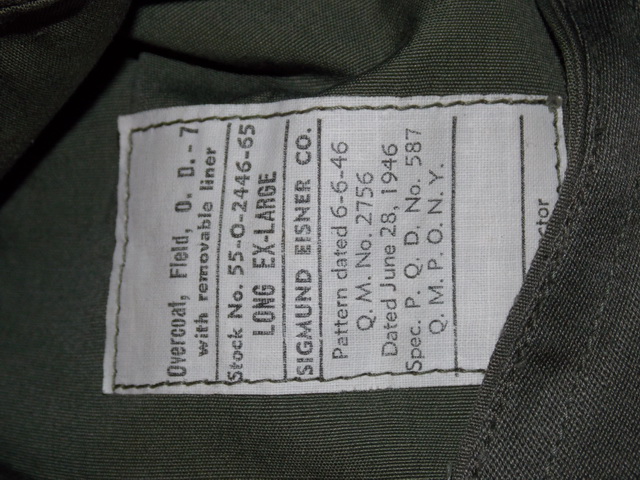 Overcoat, Field, O. D. - 7
with removable liner
Stock No. 55-O-2446-65
LONG EX-LARGE
SIGMUND EISNER CO.
Pattern dated 6-6-46
Q. M. No. 2756
Dated June 28, 1946
Spec. P. Q. D. No. 587
Q. M. P. O. N. Y.
ctor